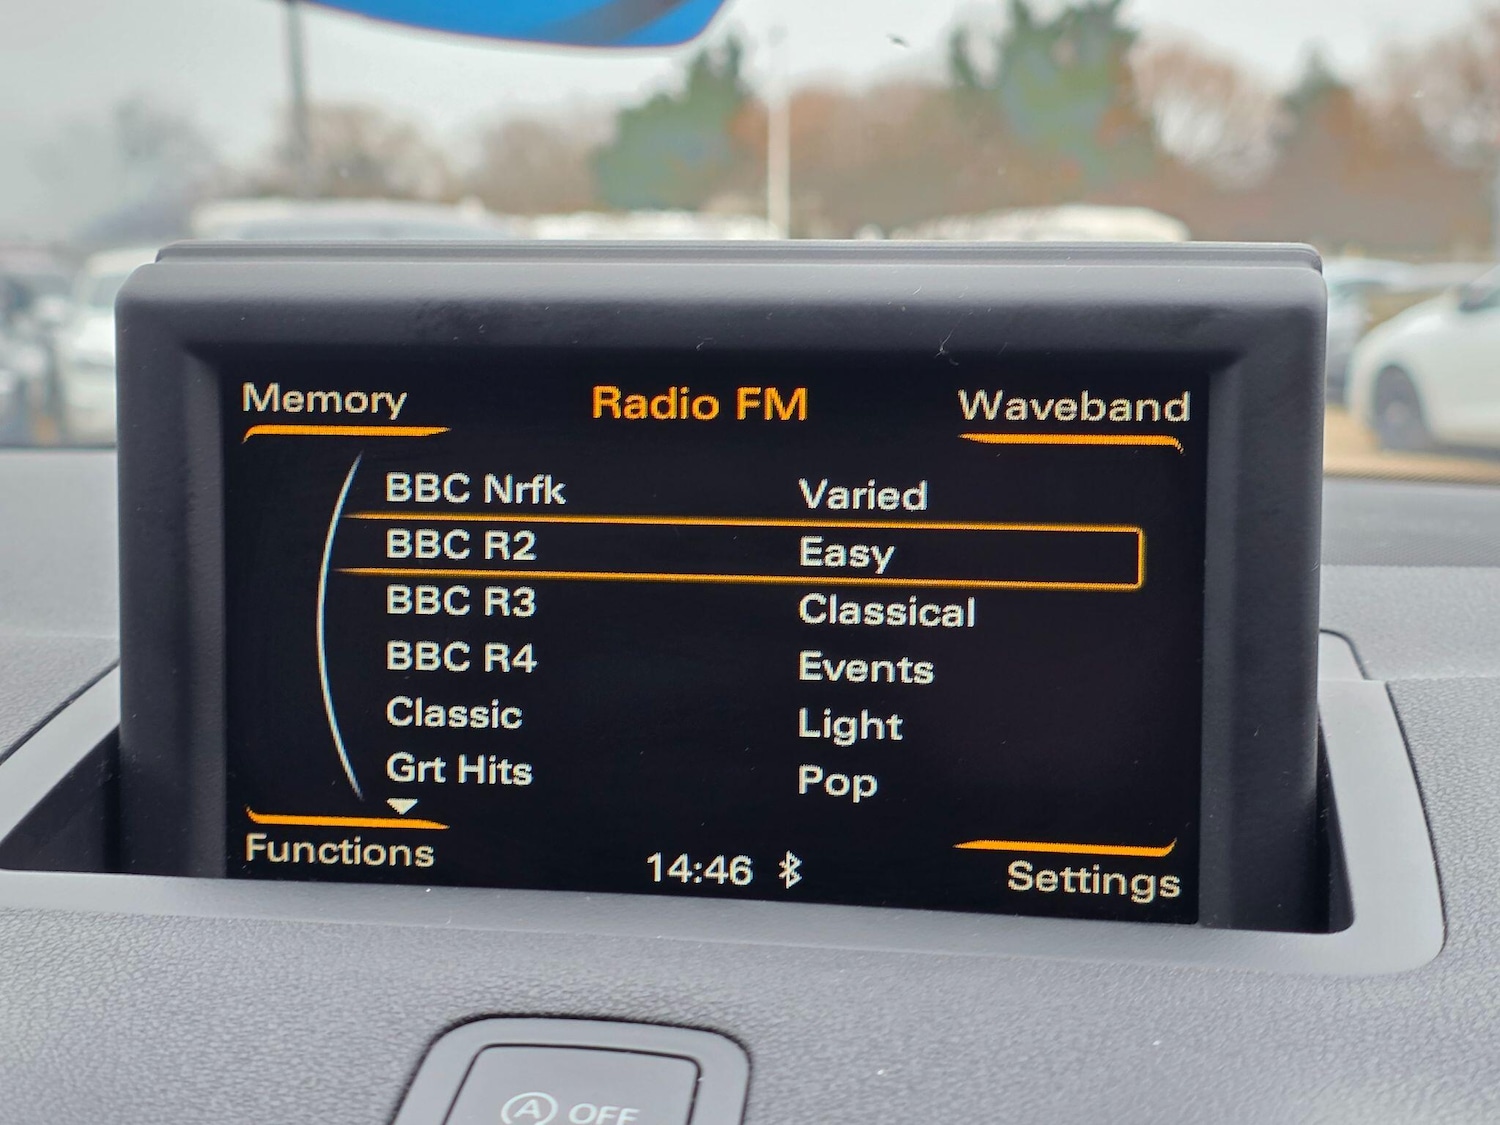 Memory Radio FM Waveband
BBC Nrfk Varied
BBC R2 Easy
BBC R3 Classical
BBC R4 Events
Classic Light
Grt Hits Pop
Functions 14:46 Settings
A OFF